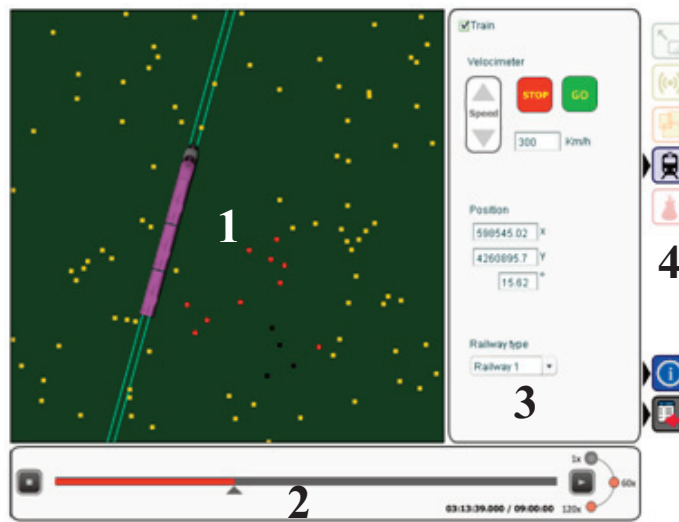 Train
Velocimeter
Speed
STOP
GO
300 Km/h
Position
598545.02 X
4260895.7 Y
15.62 °
Railway type
Railway 1
1
2
3
4
1x
60x
120x
03:13:39.000 / 09:00:00